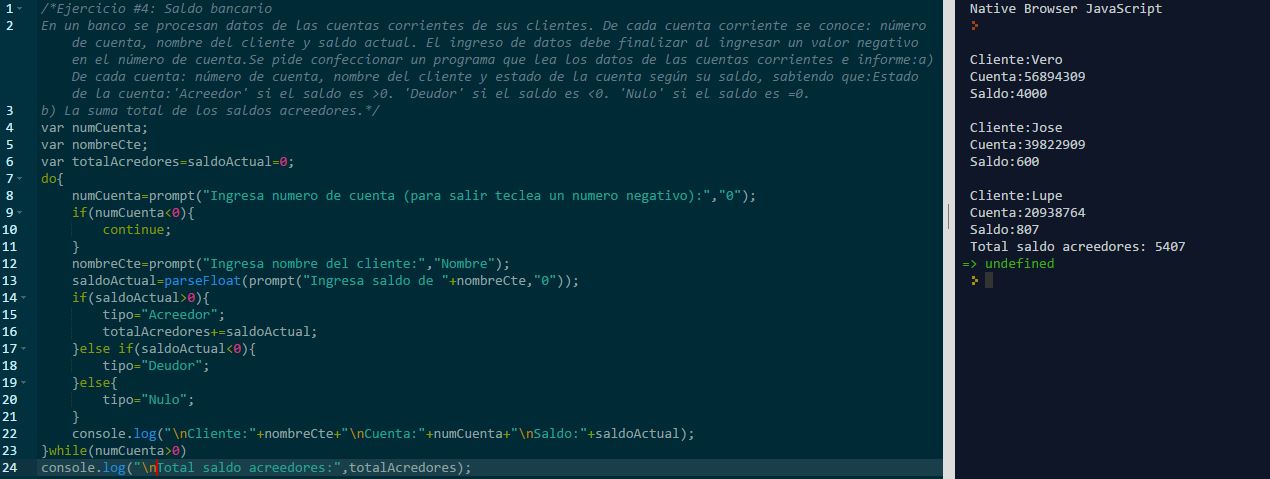 1 /*Ejercicio #4: Saldo bancario
2 En un banco se procesan datos de las cuentas corrientes de sus clientes. De cada cuenta corriente se conoce: número
de cuenta, nombre del cliente y saldo actual. El ingreso de datos debe finalizar al ingresar un valor negativo
en el número de cuenta.Se pide confeccionar un programa que lea los datos de las cuentas corrientes e informe:a)
De cada cuenta: número de cuenta, nombre del cliente y estado de la cuenta según su saldo, sabiendo que:Estado
de la cuenta:'Acreedor' si el saldo es >0. 'Deudor' si el saldo es <0. 'Nulo' si el saldo es =0.
3 b) La suma total de los saldos acreedores.*/
4 var numCuenta;
5 var nombreCte;
6 var totalAcredores=saldoActual=0;
7 do{
8 numCuenta=prompt("Ingresa numero de cuenta (para salir teclea un numero negativo):","0");
9 if(numCuenta<0){
10 continue;
11 }
12 nombreCte=prompt("Ingresa nombre del cliente:","Nombre");
13 saldoActual=parseFloat(prompt("Ingresa saldo de "+nombreCte,"0"));
14 if(saldoActual>0){
15 tipo="Acreedor";
16 totalAcredores+=saldoActual;
17 }else if(saldoActual<0){
18 tipo="Deudor";
19 }else{
20 tipo="Nulo";
21 }
22 console.log("\nCliente:"+nombreCte+"\nCuenta:"+numCuenta+"\nSaldo:"+saldoActual);
23 }while(numCuenta>0)
24 console.log("\nTotal saldo acreedores:",totalAcredores);
Native Browser JavaScript
Cliente:Vero
Cuenta:56894309
Saldo:4000
Cliente:Jose
Cuenta:39822909
Saldo:600
Cliente:Lupe
Cuenta:20938764
Saldo:807
Total saldo acreedores: 5407
=> undefined